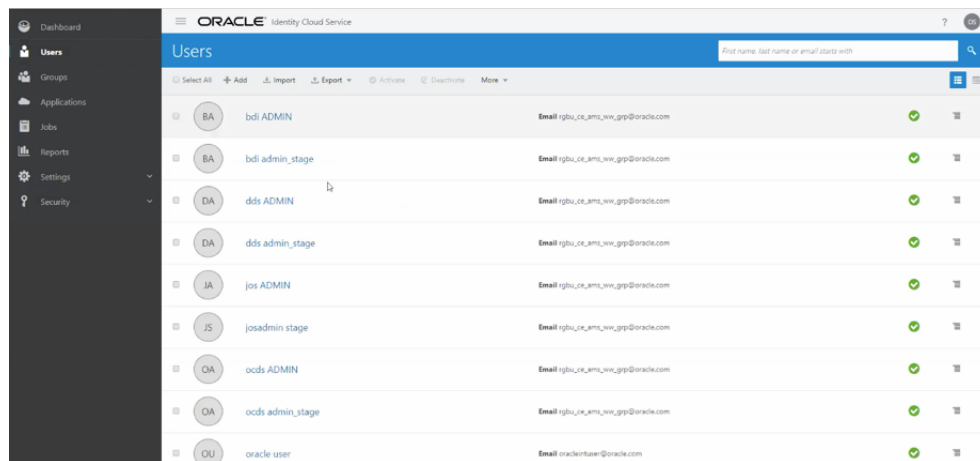 Dashboard
Users
Groups
Applications
Jobs
Reports
Settings
Security
ORACLE Identity Cloud Service
? OS
Users
First name, last name or email starts with
Select All + Add Import Export Activate Deactivate More
BA bdi ADMIN Email rgbu_ce_ams_ww_grp@oracle.com
BA bdi admin_stage Email rgbu_ce_ams_ww_grp@oracle.com
DA dds ADMIN Email rgbu_ce_ams_ww_grp@oracle.com
DA dds admin_stage Email rgbu_ce_ams_ww_grp@oracle.com
JA jos ADMIN Email rgbu_ce_ams_ww_grp@oracle.com
JS josadmin stage Email rgbu_ce_ams_ww_grp@oracle.com
OA ocds ADMIN Email rgbu_ce_ams_ww_grp@oracle.com
OA ocds admin_stage Email rgbu_ce_ams_ww_grp@oracle.com
OU oracle user Email oracleintuser@oracle.com